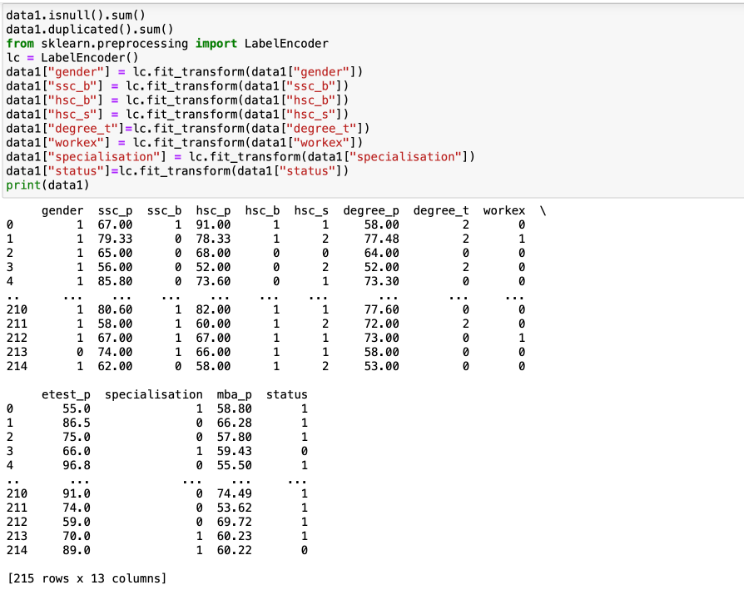 data1.isnull().sum()
data1.duplicated().sum()
from sklearn.preprocessing import LabelEncoder
lc = LabelEncoder()
data1["gender"] = lc.fit_transform(data1["gender"])
data1["ssc_b"] = lc.fit_transform(data1["ssc_b"])
data1["hsc_b"] = lc.fit_transform(data1["hsc_b"])
data1["hsc_s"] = lc.fit_transform(data1["hsc_s"])
data1["degree_t"]=lc.fit_transform(data["degree_t"])
data1["workex"] = lc.fit_transform(data1["workex"])
data1["specialisation"] = lc.fit_transform(data1["specialisation"])
data1["status"]=lc.fit_transform(data1["status"])
print(data1)
     gender  ssc_p  ssc_b  hsc_p  hsc_b  hsc_s  degree_p  degree_t  workex  \
0         1  67.00      1  91.00      1      1     58.00         2       0
1         1  79.33      0  78.33      1      2     77.48         2       1
2         1  65.00      0  68.00      0      0     64.00         0       0
3         1  56.00      0  52.00      0      2     52.00         2       0
4         1  85.80      0  73.60      0      1     73.30         0       0
..      ...    ...    ...    ...    ...    ...       ...       ...     ...
210       1  80.60      1  82.00      1      1     77.60         0       0
211       1  58.00      1  60.00      1      2     72.00         2       0
212       1  67.00      1  67.00      1      1     73.00         0       1
213       0  74.00      1  66.00      1      1     58.00         0       0
214       1  62.00      0  58.00      1      2     53.00         0       0
     etest_p  specialisation  mba_p  status
0       55.0               1  58.80       1
1       86.5               0  66.28       1
2       75.0               0  57.80       1
3       66.0               1  59.43       0
4       96.8               0  55.50       1
..       ...             ...    ...     ...
210     91.0               0  74.49       1
211     74.0               0  53.62       1
212     59.0               0  69.72       1
213     70.0               1  60.23       1
214     89.0               1  60.22       0
[215 rows x 13 columns]